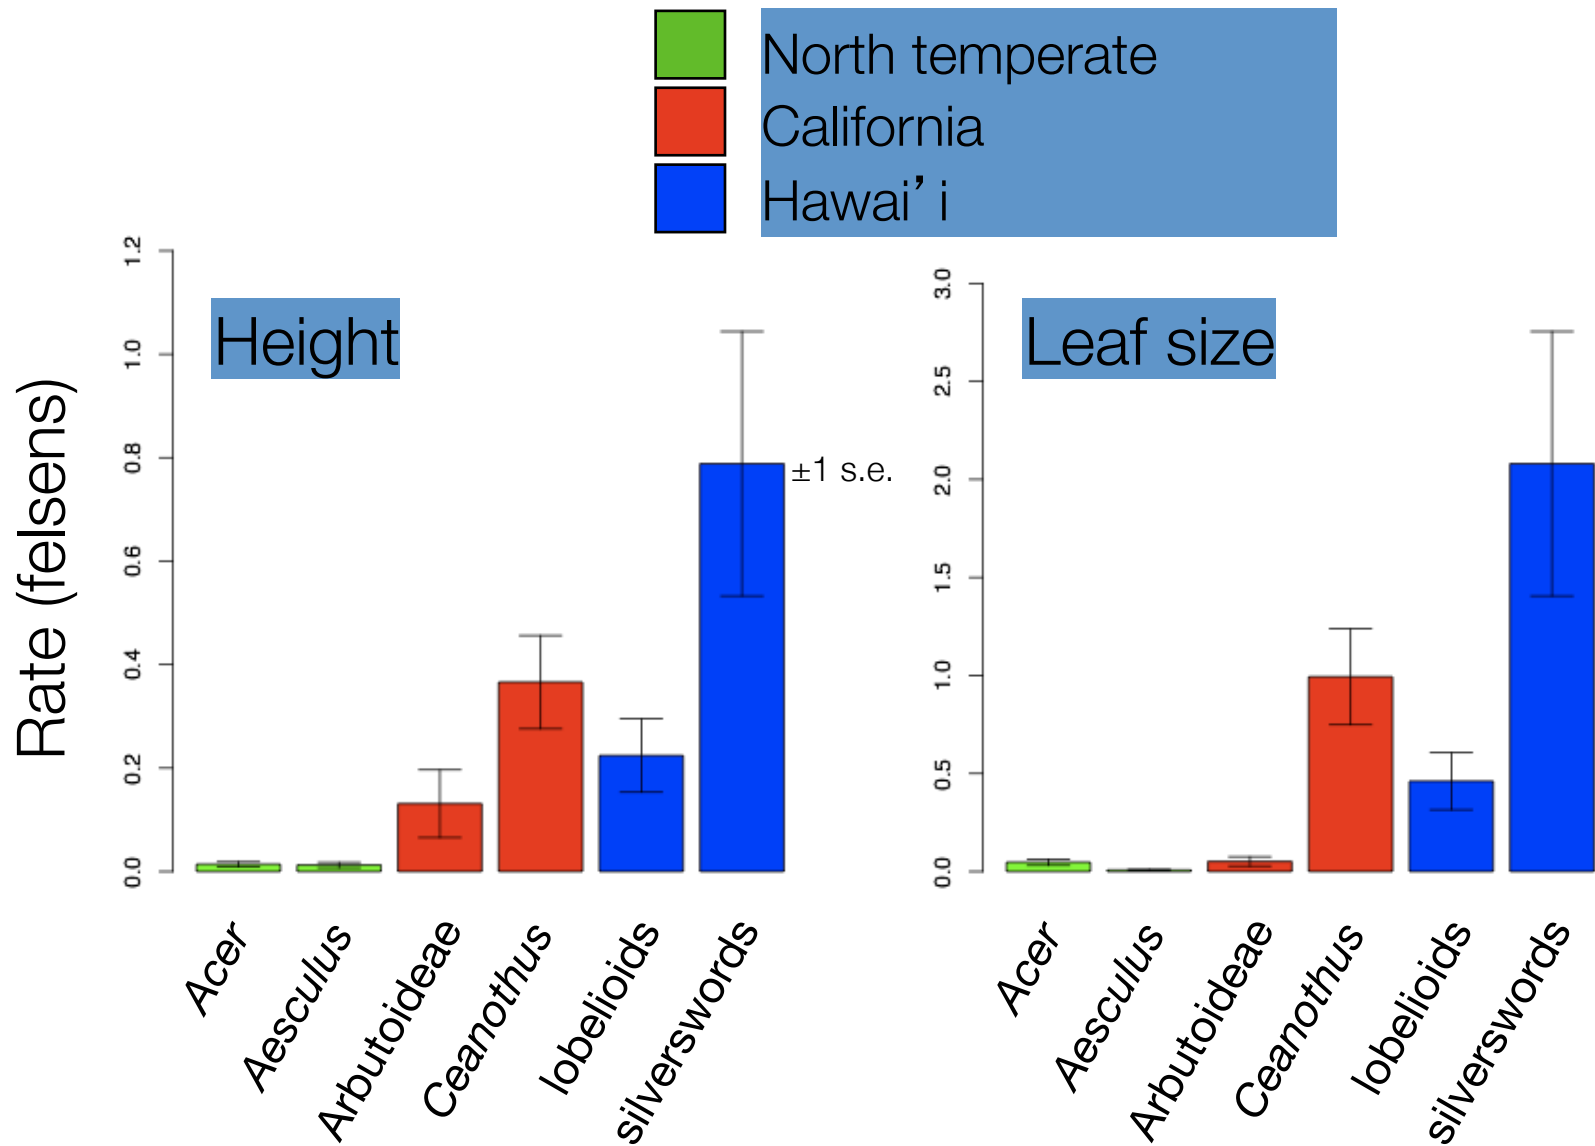 North temperate
California
Hawai’ i
Height
Rate (felsens)
1.2
1.0
0.8
0.6
0.4
0.2
0.0
±1 s.e.
Acer
Aesculus
Arbutoideae
Ceanothus
lobelioids
silverswords
Leaf size
3.0
2.5
2.0
1.5
1.0
0.5
0.0
Acer
Aesculus
Arbutoideae
Ceanothus
lobelioids
silverswords